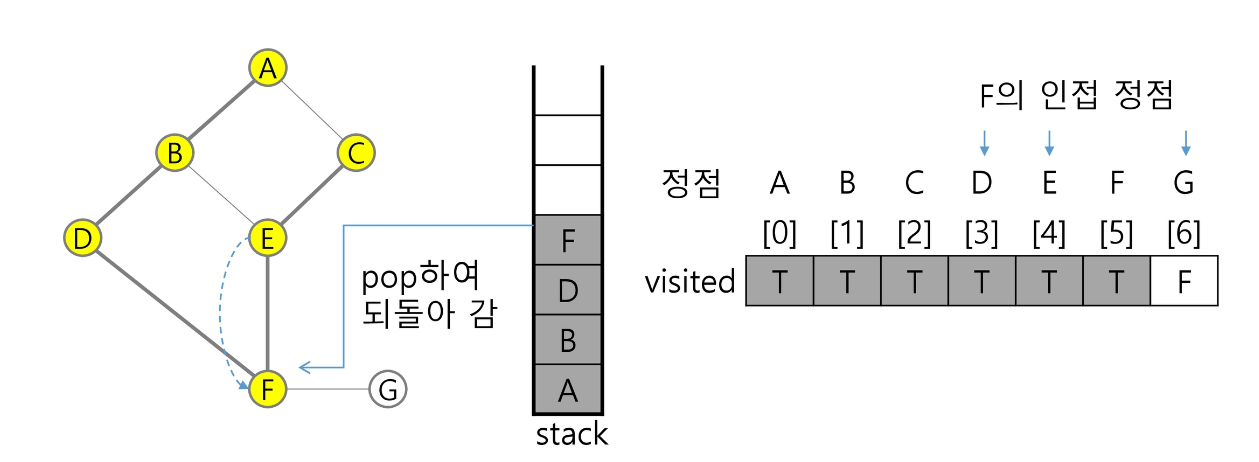 A
B
C
D
E
F
G
pop하여
되돌아 감
F
D
B
A
stack
F의 인접 정점
정점 A B C D E F G
[0] [1] [2] [3] [4] [5] [6]
visited T T T T T T F